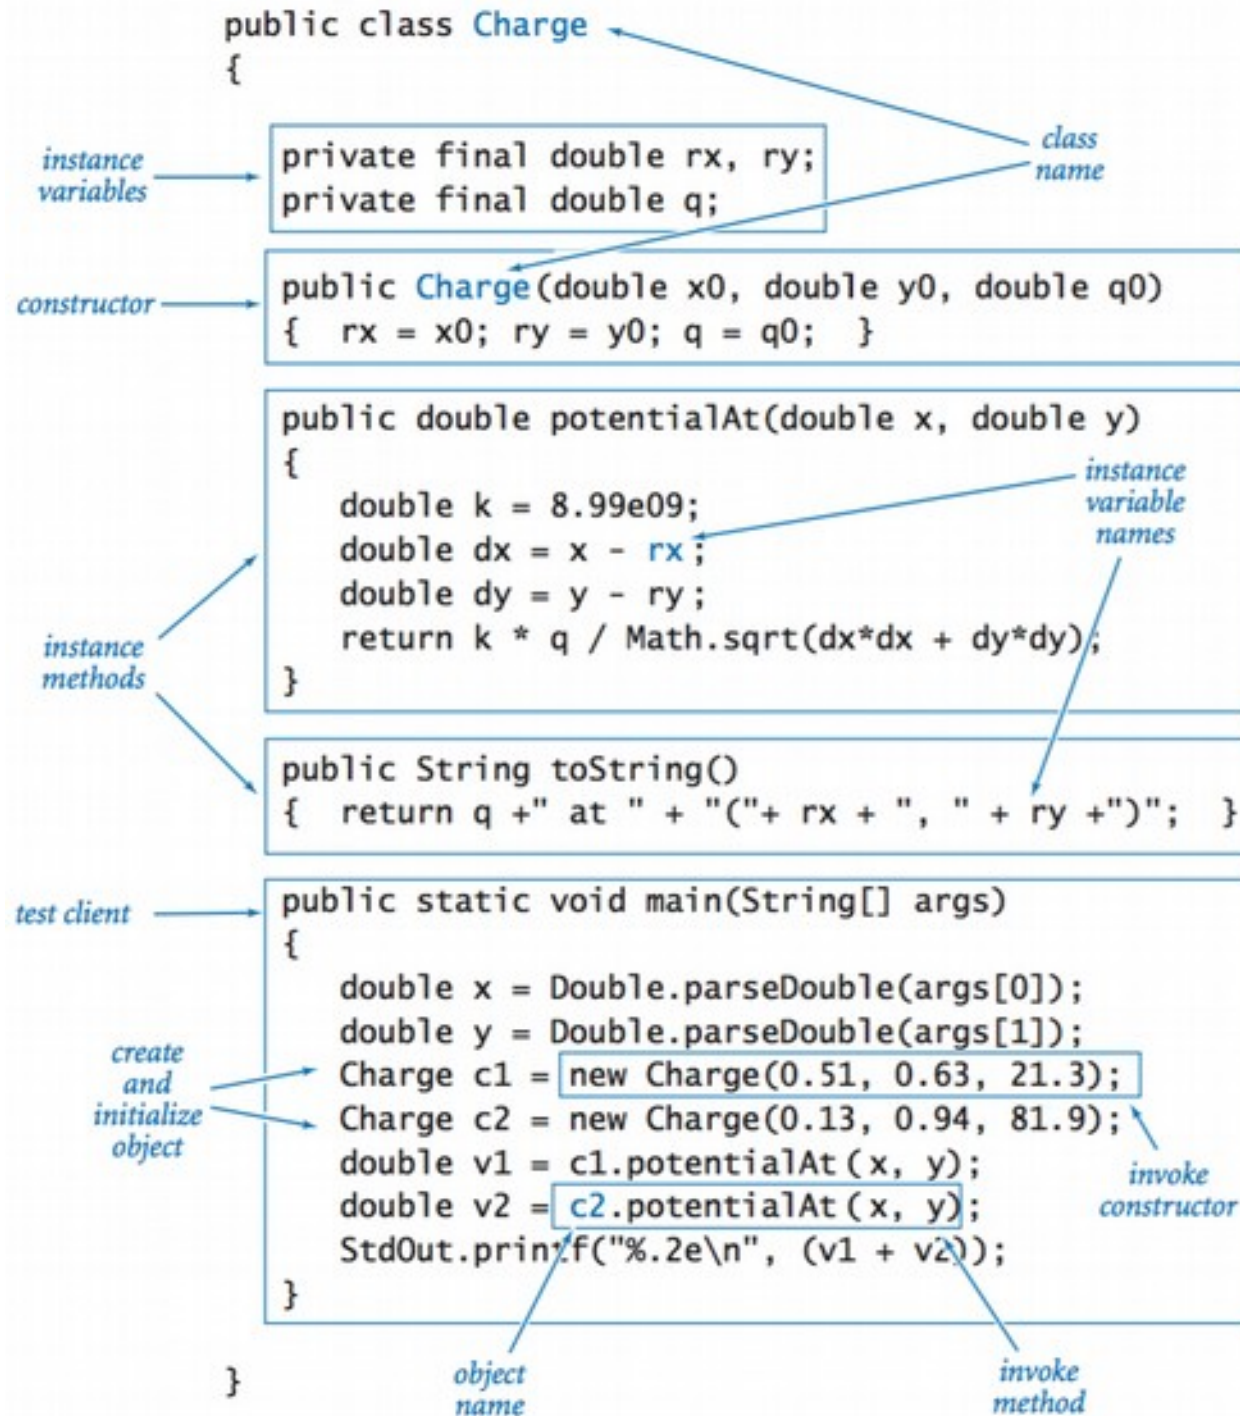 public class Charge
{
class
name
instance
variables
private final double rx, ry;
private final double q;
constructor
public Charge(double x0, double y0, double q0)
{  rx = x0; ry = y0; q = q0;  }
public double potentialAt(double x, double y)
{
instance
variable
names
double k = 8.99e09;
double dx = x - rx;
double dy = y - ry;
return k * q / Math.sqrt(dx*dx + dy*dy);
}
instance
methods
public String toString()
{  return q +" at " + "("+ rx + ", " + ry +")";  }
test client
public static void main(String[] args)
{
double x = Double.parseDouble(args[0]);
double y = Double.parseDouble(args[1]);
create
and
initialize
object
Charge c1 = new Charge(0.51, 0.63, 21.3);
Charge c2 = new Charge(0.13, 0.94, 81.9);
double v1 = c1.potentialAt(x, y);
double v2 = c2.potentialAt(x, y);
invoke
constructor
StdOut.printf("%.2e\n", (v1 + v2));
}
}
object
name
invoke
method